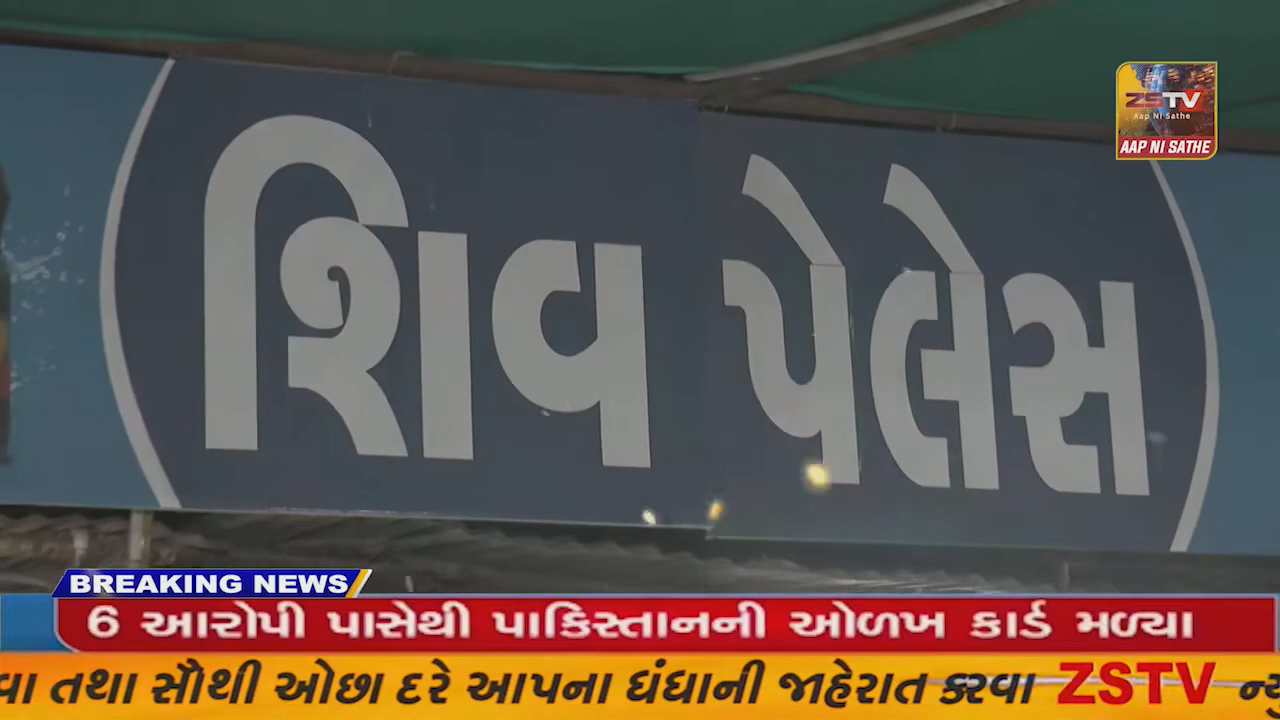 ZSTV
Aap Ni Sathe
AAP NI SATHE
શિવ પેલેસ
BREAKING NEWS
6 આરોપી પાસેથી પાકિસ્તાનની ઓળખ કાર્ડ મળ્યા
તથા સૌથી ઓછા દરે આપના ધંધાની જાહેરાત કરવા ZSTV